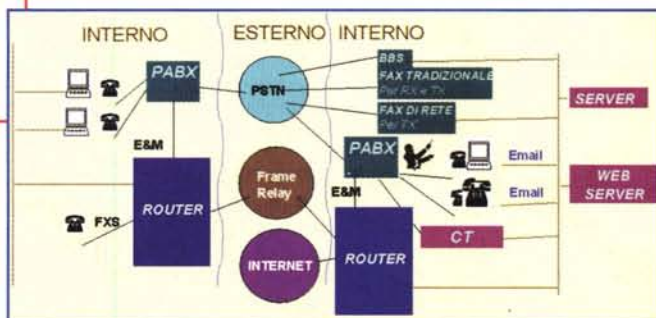 INTERNO
ESTERNO
INTERNO
PABX
E&M
ROUTER
FXS
PSTN
Frame
Relay
INTERNET
BBS
FAX TRADIZIONALE
Per RX e TX
FAX DI RETE
Per TX
PABX
E&M
ROUTER
Email
Email
CT
SERVER
WEB
SERVER